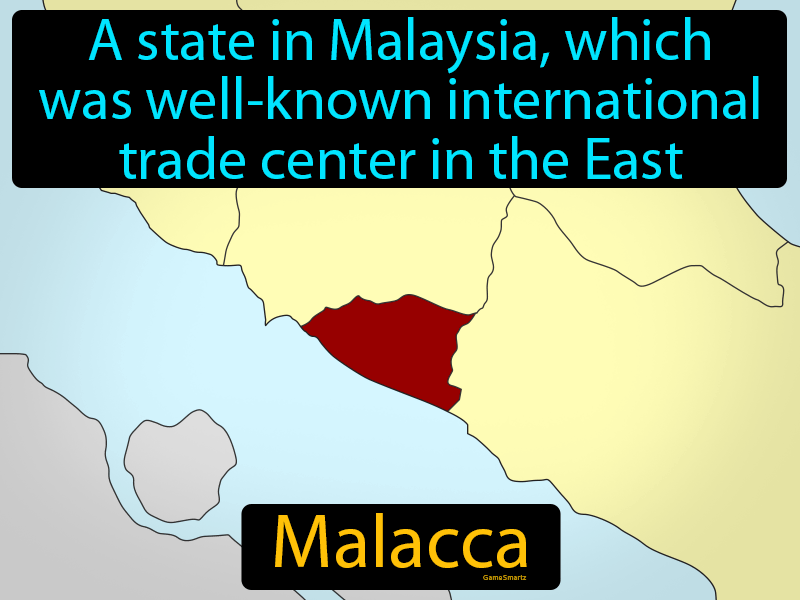 A state in Malaysia, which
was well-known international
trade center in the East
Malacca
GameSmartz